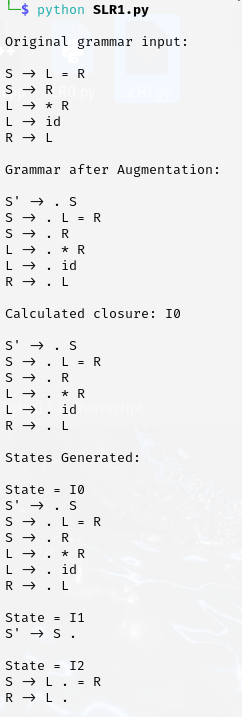 └─$ python SLR1.py
Original grammar input:
S → L = R
S → R
L → * R
L → id
R → L
Grammar after Augmentation:
S' → . S
S → . L = R
S → . R
L → . * R
L → . id
R → . L
Calculated closure: I0
S' → . S
S → . L = R
S → . R
L → . * R
L → . id
R → . L
States Generated:
State = I0
S' → . S
S → . L = R
S → . R
L → . * R
L → . id
R → . L
State = I1
S' → S .
State = I2
S → L . = R
R → L .